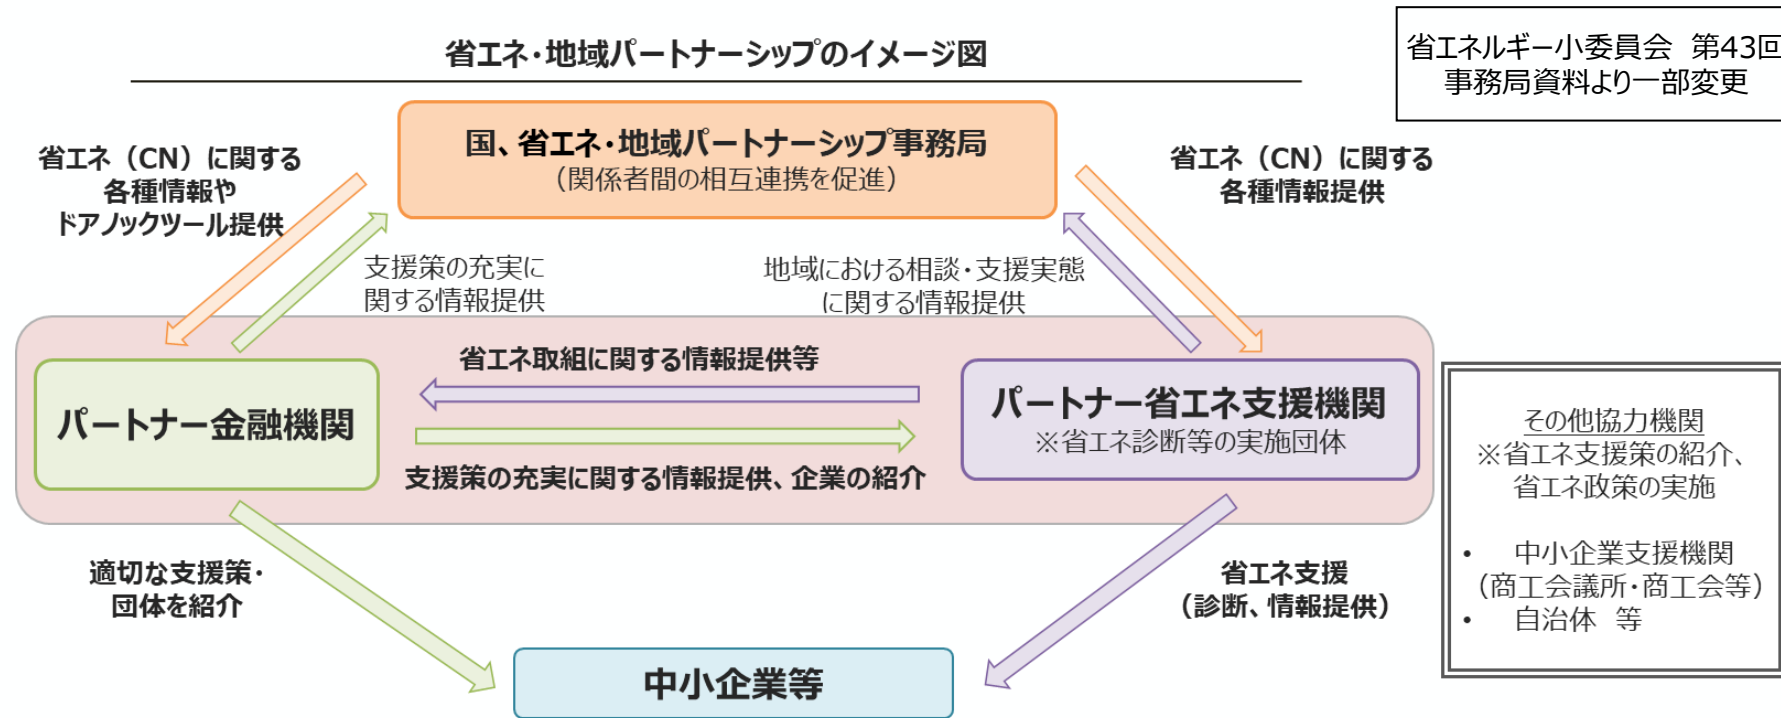 省エネ・地域パートナーシップのイメージ図
省エネルギー小委員会 第43回
事務局資料より一部変更
国、省エネ・地域パートナーシップ事務局
（関係者間の相互連携を促進）
省エネ（CN）に関する
各種情報や
ドアノックツール提供
省エネ（CN）に関する
各種情報提供
支援策の充実に
関する情報提供
地域における相談・支援実態
に関する情報提供
省エネ取組に関する情報提供等
パートナー金融機関
パートナー省エネ支援機関
※省エネ診断等の実施団体
支援策の充実に関する情報提供、企業の紹介
その他協力機関
※省エネ支援策の紹介、
省エネ政策の実施
• 中小企業支援機関
（商工会議所・商工会等）
• 自治体 等
適切な支援策・
団体を紹介
省エネ支援
（診断、情報提供）
中小企業等